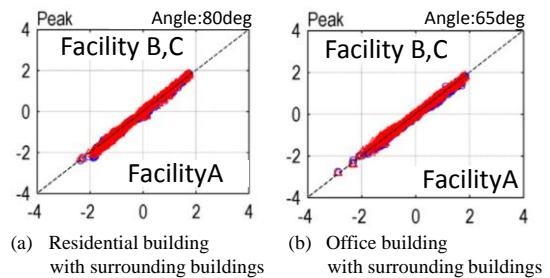 Peak Angle:80deg
Facility B,C
4
2
0
-2
-4
FacilityA
-4 -2 0 2 4
(a) Residential building
with surrounding buildings
Peak Angle:65deg
Facility B,C
4
2
0
-2
-4
FacilityA
-4 -2 0 2 4
(b) Office building
with surrounding buildings